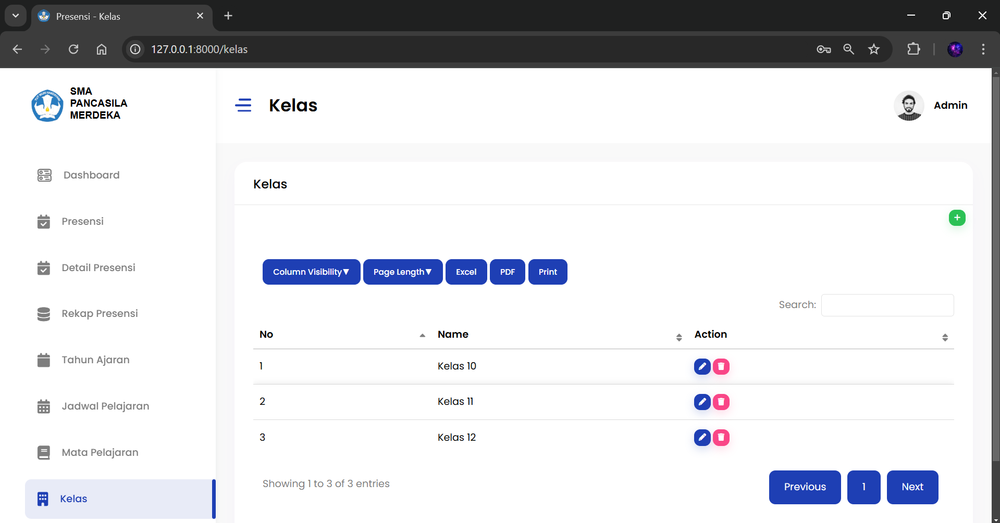 Presensi - Kelas
127.0.0.1:8000/kelas
SMA
PANCASILA
MERDEKA
Kelas
Admin
Dashboard
Presensi
Detail Presensi
Rekap Presensi
Tahun Ajaran
Jadwal Pelajaran
Mata Pelajaran
Kelas
Kelas
+
Column Visibility▼ Page Length▼ Excel PDF Print
Search:
No Name Action
1 Kelas 10
2 Kelas 11
3 Kelas 12
Showing 1 to 3 of 3 entries
Previous 1 Next